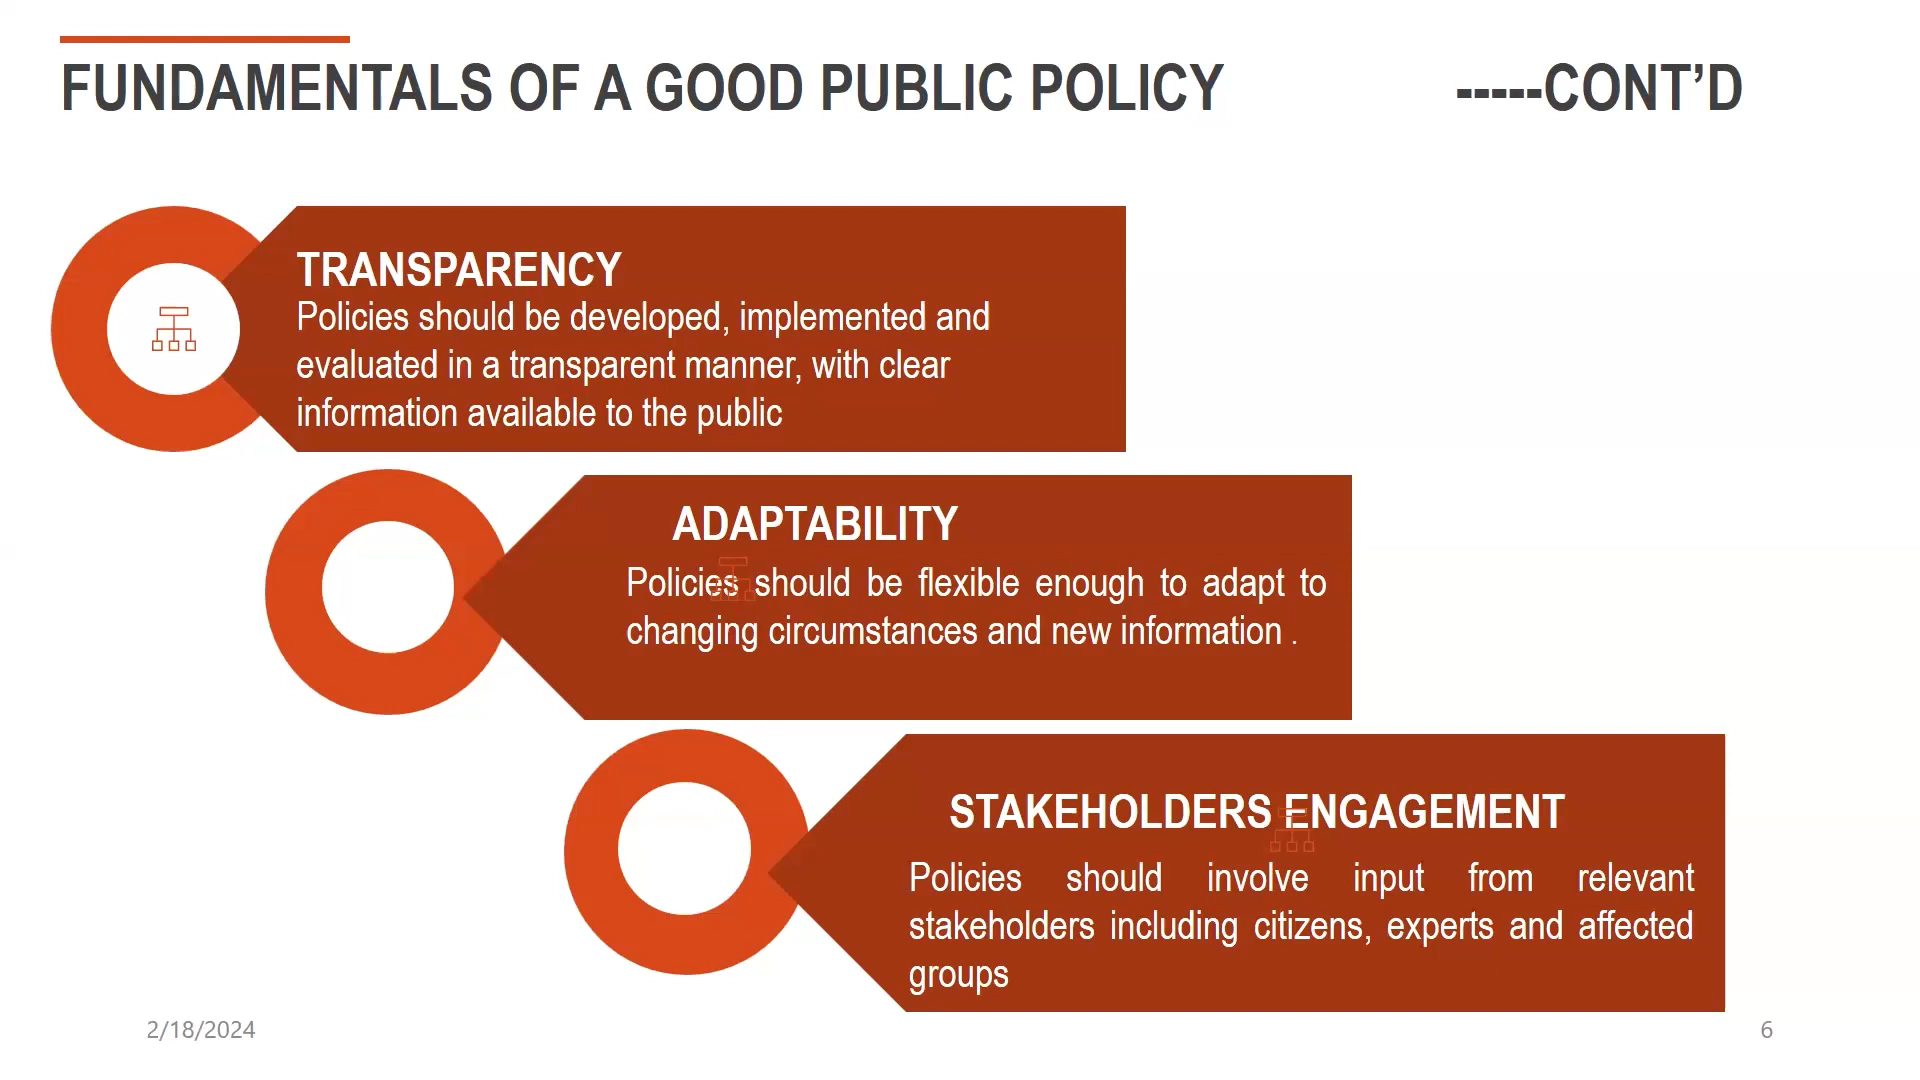 FUNDAMENTALS OF A GOOD PUBLIC POLICY -----CONT’D
TRANSPARENCY
Policies should be developed, implemented and
evaluated in a transparent manner, with clear
information available to the public
ADAPTABILITY
Policies should be flexible enough to adapt to
changing circumstances and new information .
STAKEHOLDERS ENGAGEMENT
Policies should involve input from relevant
stakeholders including citizens, experts and affected
groups
2/18/2024
6